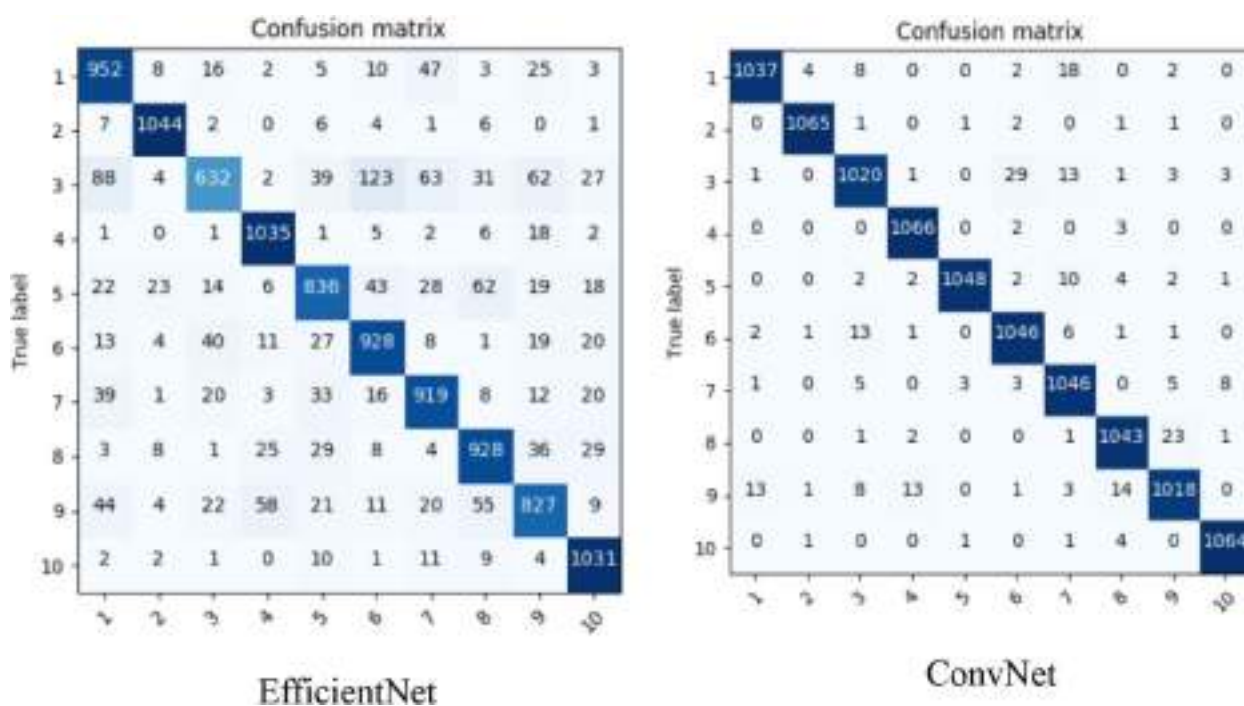 Confusion matrix
1 952 8 16 2 5 10 47 3 25 3
2 7 1044 2 0 6 4 1 6 0 1
3 88 4 632 2 39 123 63 31 62 27
4 1 0 1 1035 1 5 2 6 18 2
5 22 23 14 6 836 43 28 62 19 18
6 13 4 40 11 27 928 8 1 19 20
7 39 1 20 3 33 16 919 8 12 20
8 3 8 1 25 29 8 4 928 36 29
9 44 4 22 58 21 11 20 55 827 9
10 2 2 1 0 10 1 11 9 4 1031
True label
1 2 3 4 5 6 7 8 9 10
EfficientNet
Confusion matrix
1 1037 4 8 0 0 2 18 0 2 0
2 0 1065 1 0 1 2 0 1 1 0
3 1 0 1020 1 0 29 13 1 3 3
4 0 0 0 1066 0 2 0 3 0 0
5 0 0 2 2 1048 2 10 4 2 1
6 2 1 13 1 0 1046 6 1 1 0
7 1 0 5 0 3 3 1046 0 5 8
8 0 0 1 2 0 0 1 1043 23 1
9 13 1 8 13 0 1 3 14 1018 0
10 0 1 0 0 1 0 1 4 0 1064
True label
1 2 3 4 5 6 7 8 9 10
ConvNet